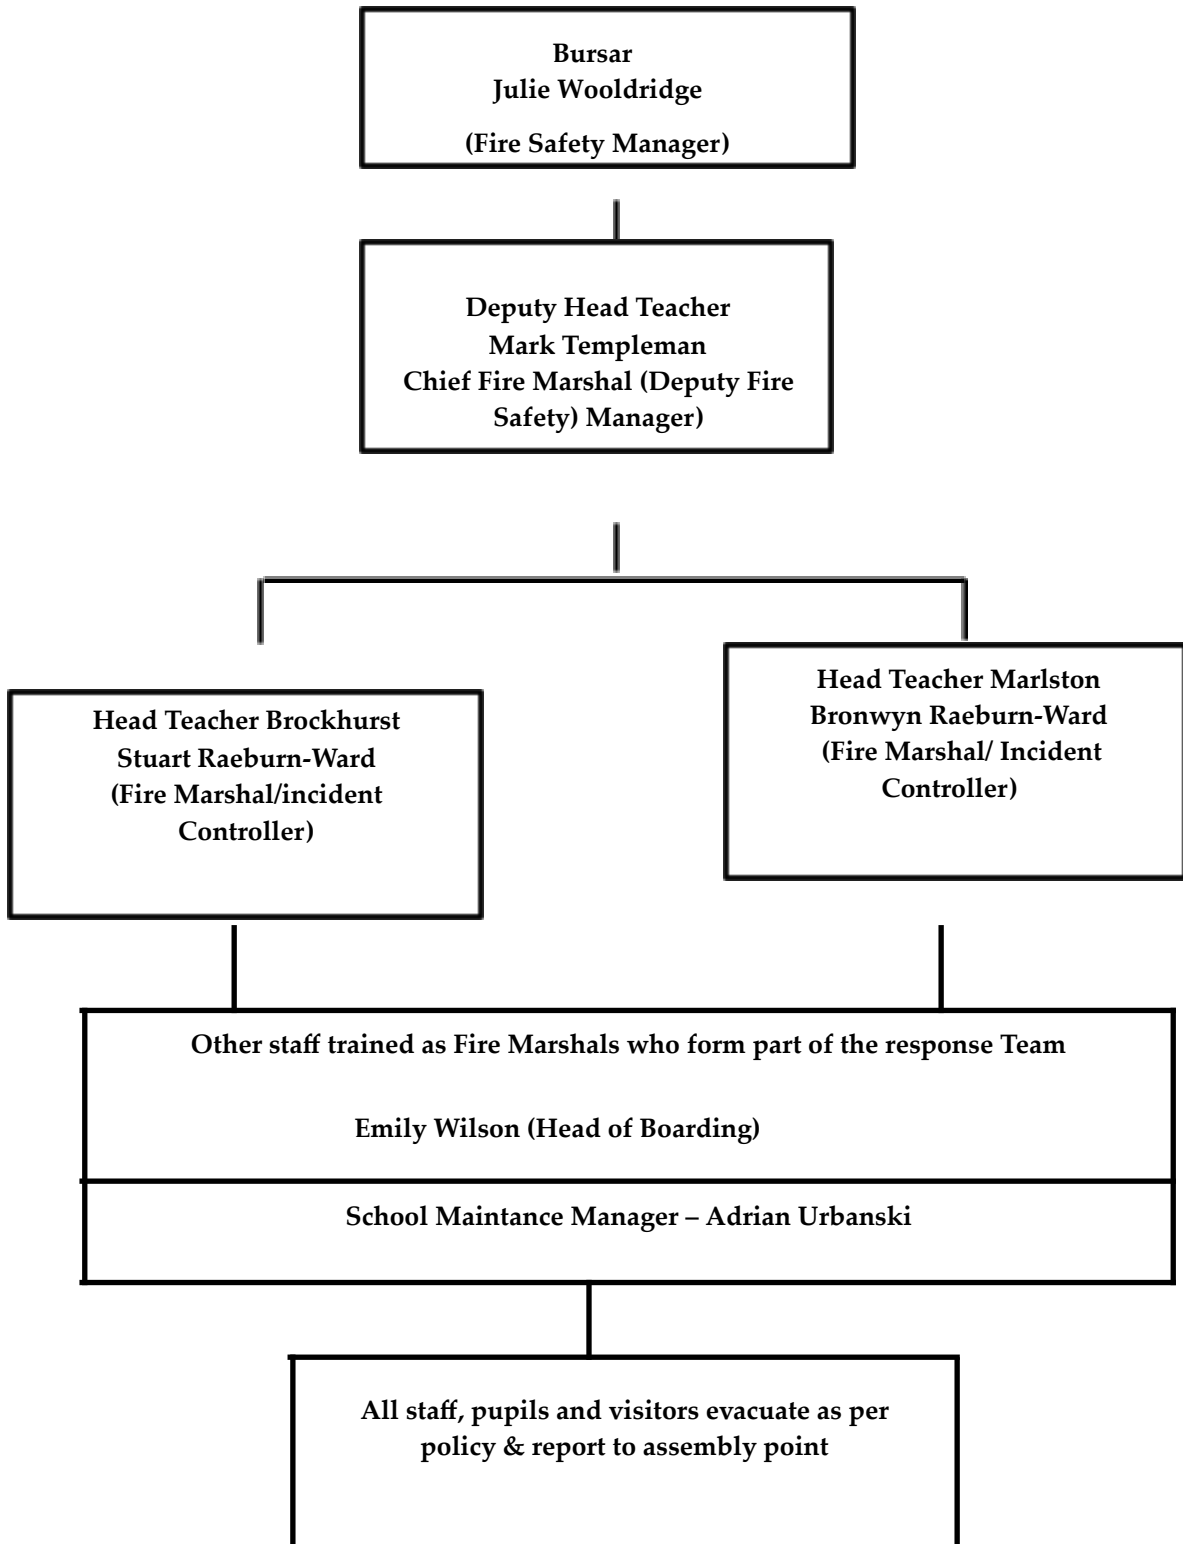 Bursar
Julie Wooldridge
(Fire Safety Manager)
Deputy Head Teacher
Mark Templeman
Chief Fire Marshal (Deputy Fire
Safety) Manager)
Head Teacher Brockhurst
Stuart Raeburn-Ward
(Fire Marshal/incident
Controller)
Head Teacher Marlston
Bronwyn Raeburn-Ward
(Fire Marshal/ Incident
Controller)
Other staff trained as Fire Marshals who form part of the response Team
Emily Wilson (Head of Boarding)
School Maintance Manager – Adrian Urbanski
All staff, pupils and visitors evacuate as per
policy & report to assembly point